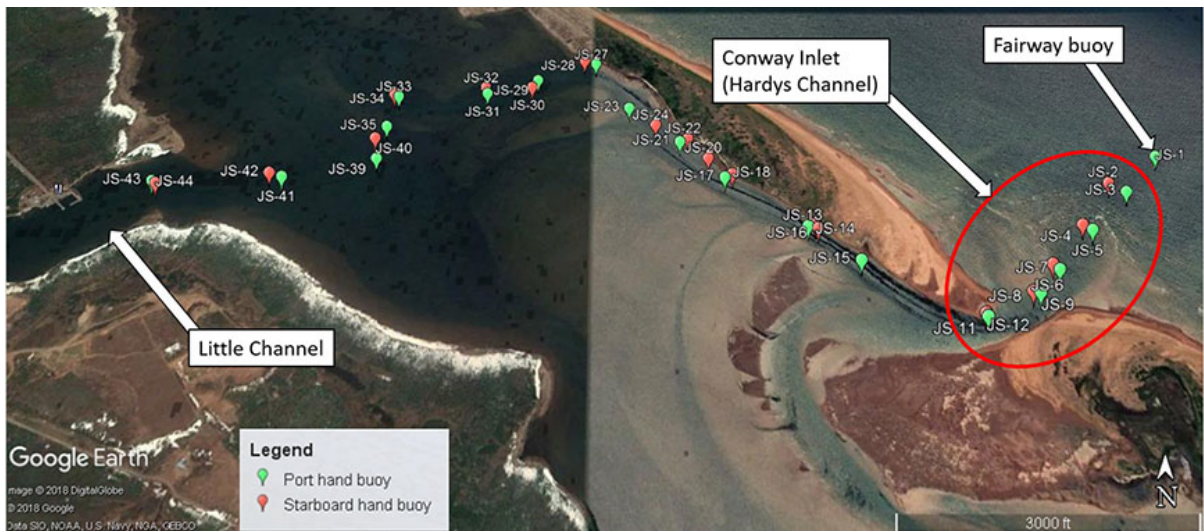 Conway Inlet
(Hardys Channel)
Fairway buoy
JS-27
JS-28
JS-33
JS-34
JS-32
JS-29
JS-30
JS-31
JS-23
JS-24
JS-22
JS-21
JS-20
JS-35
JS-40
JS-39
JS-1
JS-2
JS-3
JS-17
JS-18
JS-42
JS-41
JS-43
JS-44
JS-13
JS-14
JS-16
JS-4
JS-5
JS-15
JS-7
JS-6
JS-8
JS-9
JS-11
JS-12
Little Channel
Legend
Port hand buoy
Starboard hand buoy
Google Earth
Image © 2018 DigitalGlobe
© 2018 Google
Data SIO, NOAA, U.S. Navy, NGA, GEBCO
N
3000 ft